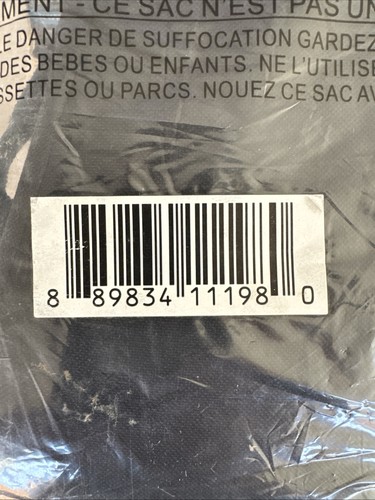 MENT - CE SAC N'EST PAS UN
LE DANGER DE SUFFOCATION GARDEZ
DES BEBES OU ENFANTS. NE L'UTILISE
SSETTES OU PARCS. NOUEZ CE SAC AV
8 89834 11198 0